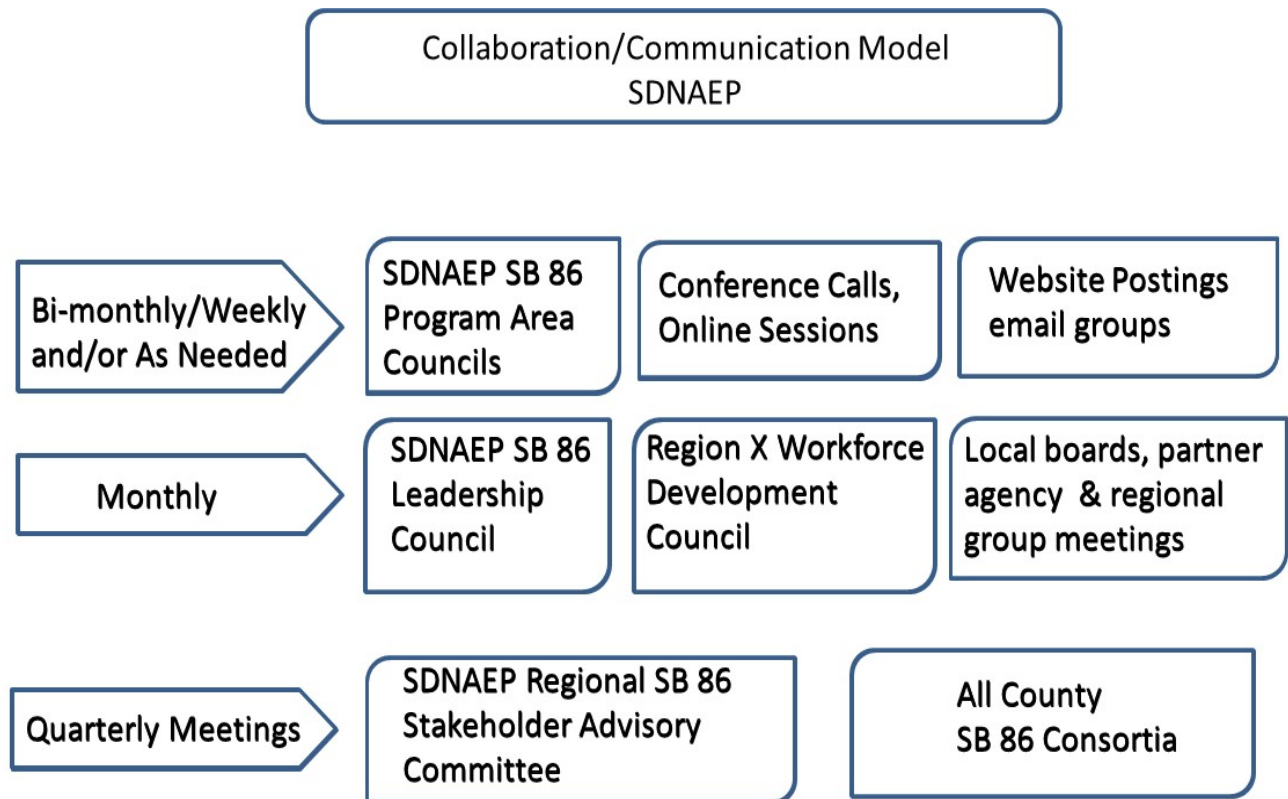 Collaboration/Communication Model
SDNAEP
Bi-monthly/Weekly
and/or As Needed
SDNAEP SB 86
Program Area
Councils
Conference Calls,
Online Sessions
Website Postings
email groups
Monthly
SDNAEP SB 86
Leadership
Council
Region X Workforce
Development
Council
Local boards, partner
agency & regional
group meetings
Quarterly Meetings
SDNAEP Regional SB 86
Stakeholder Advisory
Committee
All County
SB 86 Consortia